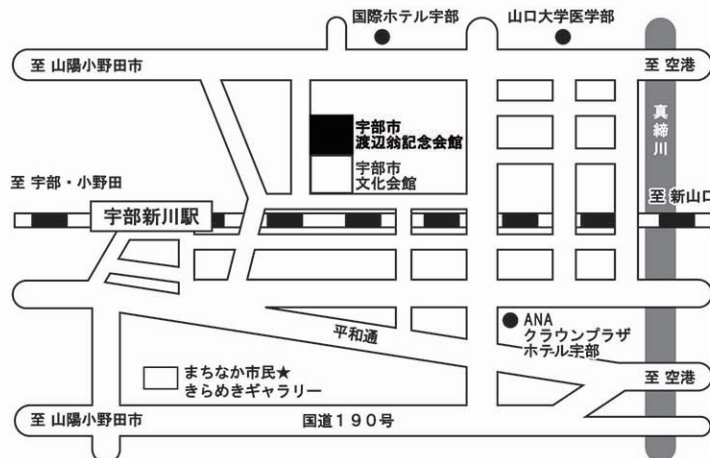 国際ホテル宇部
山口大学医学部
至 山陽小野田市
至 空港
宇部市
渡辺翁記念会館
真締川
宇部市
文化会館
至 宇部・小野田
至 新山口
宇部新川駅
平和通
ANA
クラウンプラザ
ホテル宇部
まちなか市民★
きらめきギャラリー
至 空港
至 山陽小野田市
国道190号